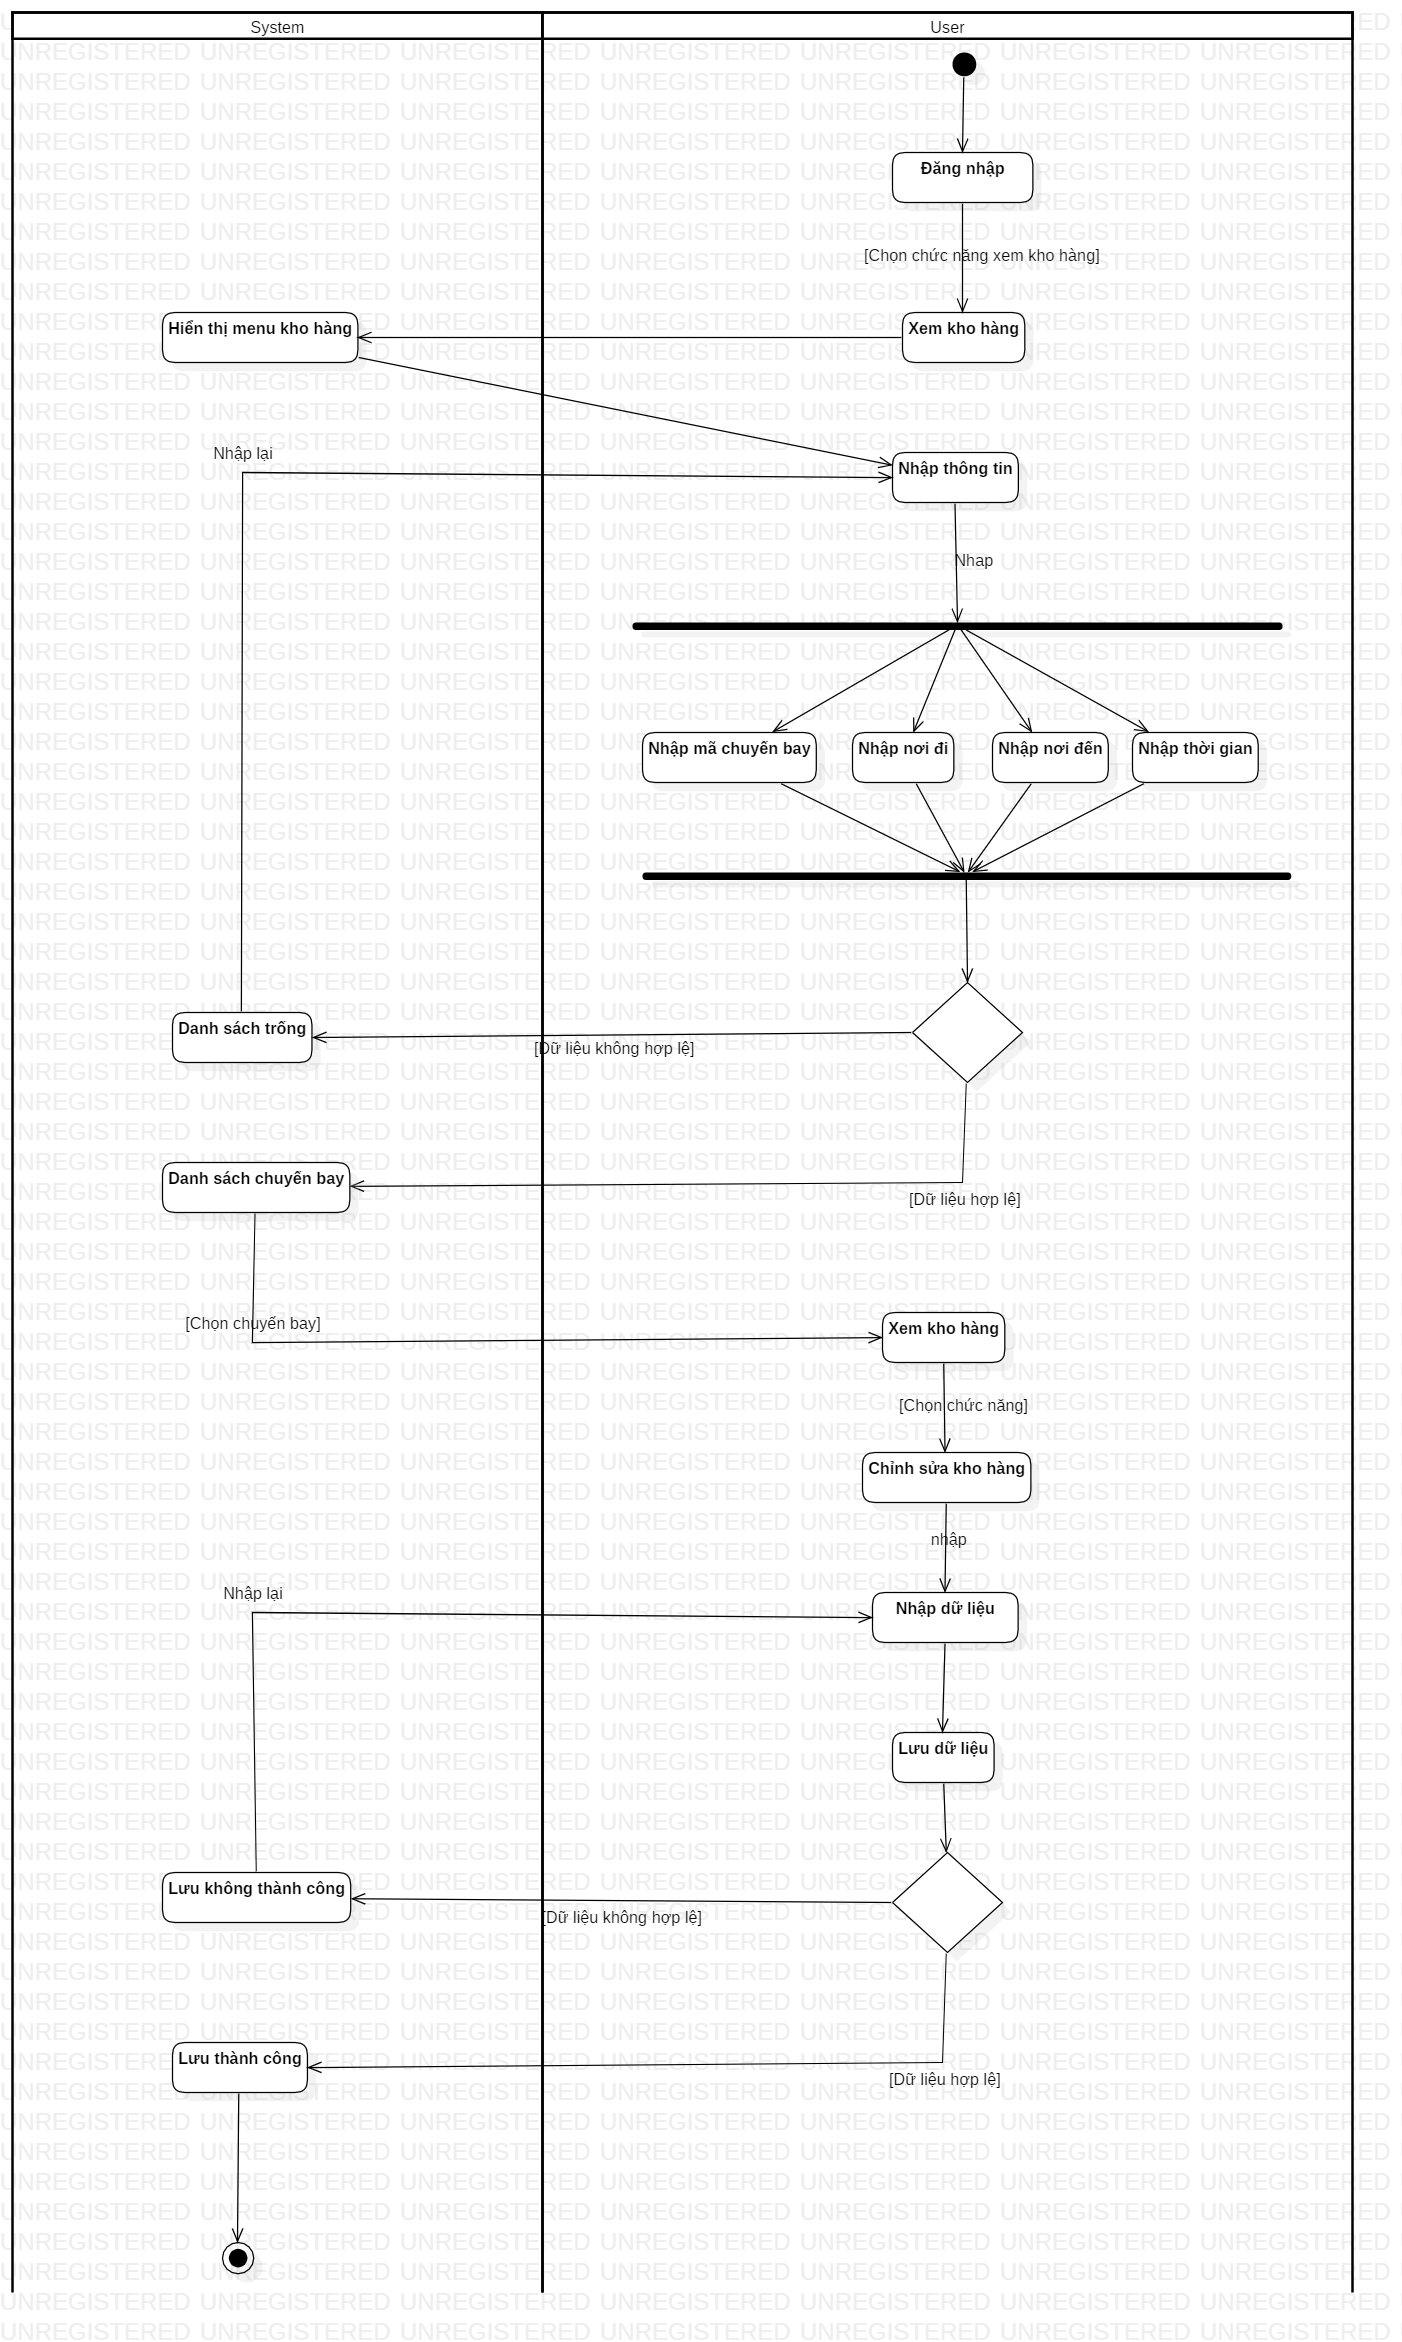 System
User
Đăng nhập
[Chọn chức năng xem kho hàng]
Hiển thị menu kho hàng
Xem kho hàng
Nhập lại
Nhập thông tin
Nhap
Nhập mã chuyến bay
Nhập nơi đi
Nhập nơi đến
Nhập thời gian
Danh sách trống
[Dữ liệu không hợp lệ]
Danh sách chuyến bay
[Dữ liệu hợp lệ]
[Chọn chuyến bay]
Xem kho hàng
[Chọn chức năng]
Chỉnh sửa kho hàng
nhập
Nhập lại
Nhập dữ liệu
Lưu dữ liệu
Lưu không thành công
[Dữ liệu không hợp lệ]
Lưu thành công
[Dữ liệu hợp lệ]
UNREGISTERED